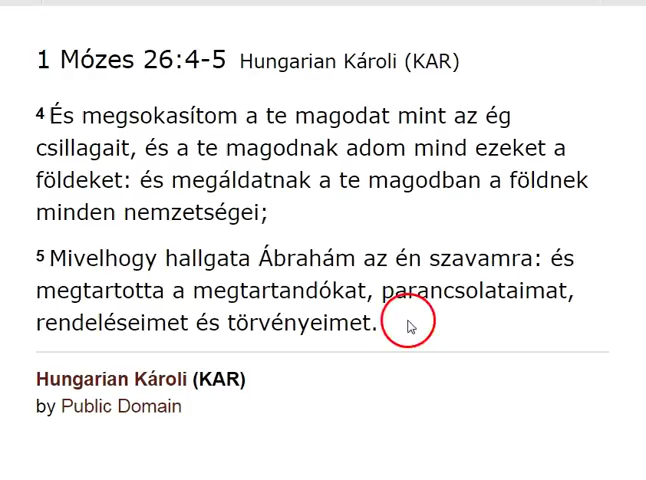 1 Mózes 26:4-5 Hungarian Károli (KAR)
4 És megsokasítom a te magodat mint az ég
csillagait, és a te magodnak adom mind ezeket a
földeket: és megáldatnak a te magodban a földnek
minden nemzetségei;
5 Mivelhogy hallgata Ábrahám az én szavamra: és
megtartotta a megtartandókat, parancsolataimat,
rendeléseimet és törvényeimet.
Hungarian Károli (KAR)
by Public Domain